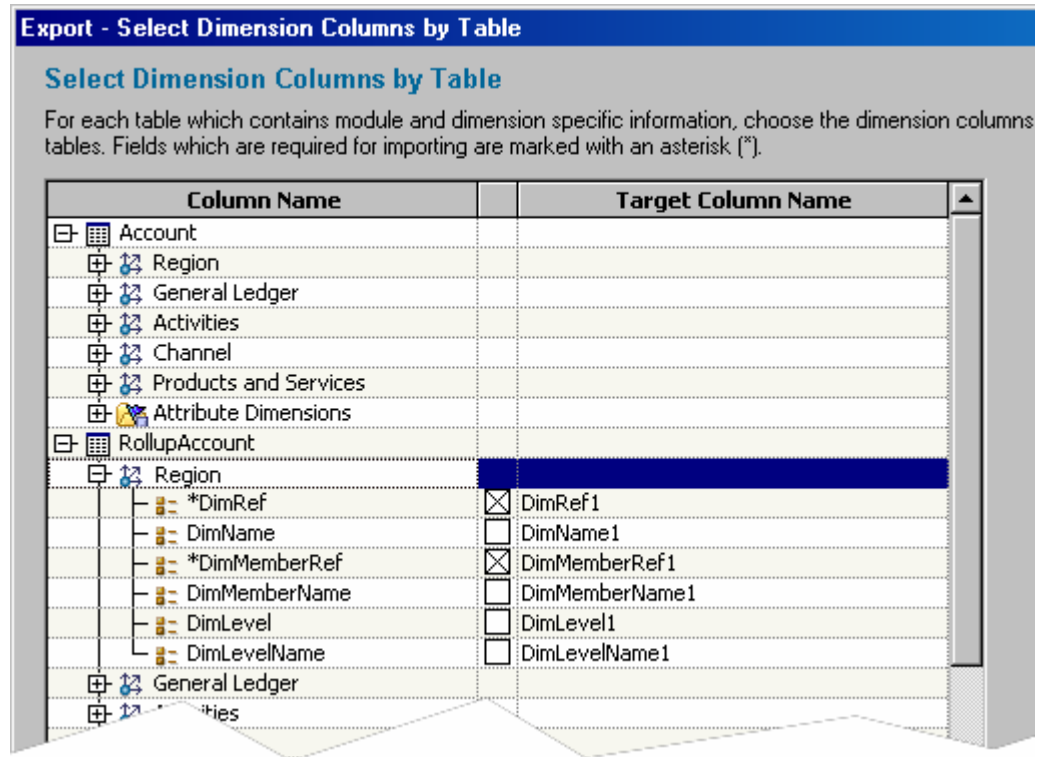 Export - Select Dimension Columns by Table
Select Dimension Columns by Table
For each table which contains module and dimension specific information, choose the dimension columns
tables. Fields which are required for importing are marked with an asterisk (*).
Column Name Target Column Name
Account
Region
General Ledger
Activities
Channel
Products and Services
Attribute Dimensions
RollupAccount
Region
*DimRef DimRef1
DimName DimName1
*DimMemberRef DimMemberRef1
DimMemberName DimMemberName1
DimLevel DimLevel1
DimLevelName DimLevelName1
General Ledger